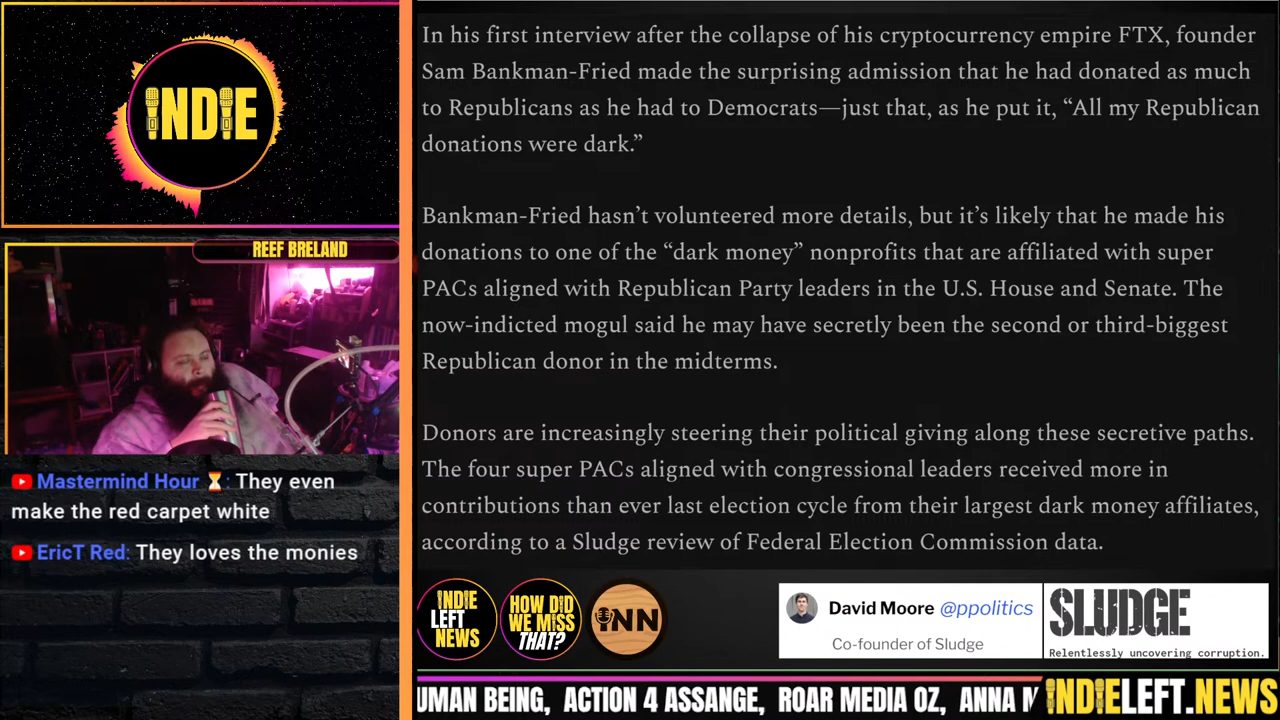 INDIE
REEF BRELAND
Mastermind Hour ⏳: They even
make the red carpet white
EricT Red: They loves the monies
In his first interview after the collapse of his crypocurrency empire FTX, founder
Sam Bankman-Fried made the surprising admission that he had donated as much
to Republicans as he had to Democrats—just that, as he put it, “All my Republican
donations were dark.”
Bankman-Fried hasn’t volunteered more details, but it’s likely that he made his
donations to one of the “dark money” nonprofits that are affiliated with super
PACs aligned with Republican Party leaders in the U.S. House and Senate. The
now-indicted mogul said he may have secretly been the second or third-biggest
Republican donor in the midterms.
Donors are increasingly steering their political giving along these secretive paths.
The four super PACs aligned with congressional leaders received more in
contributions than ever last election cycle from their largest dark money affiliates,
according to a Sludge review of Federal Election Commission data.
INDIE
LEFT
NEWS
HOW DID
WE MISS
THAT?
INN
David Moore @ppolitics
Co-founder of Sludge
SLUDGE
Relentlessly uncovering corruption.
UMAN BEING, ACTION 4 ASSANGE, ROAR MEDIA OZ, ANNA
INDIELEFT.NEWS